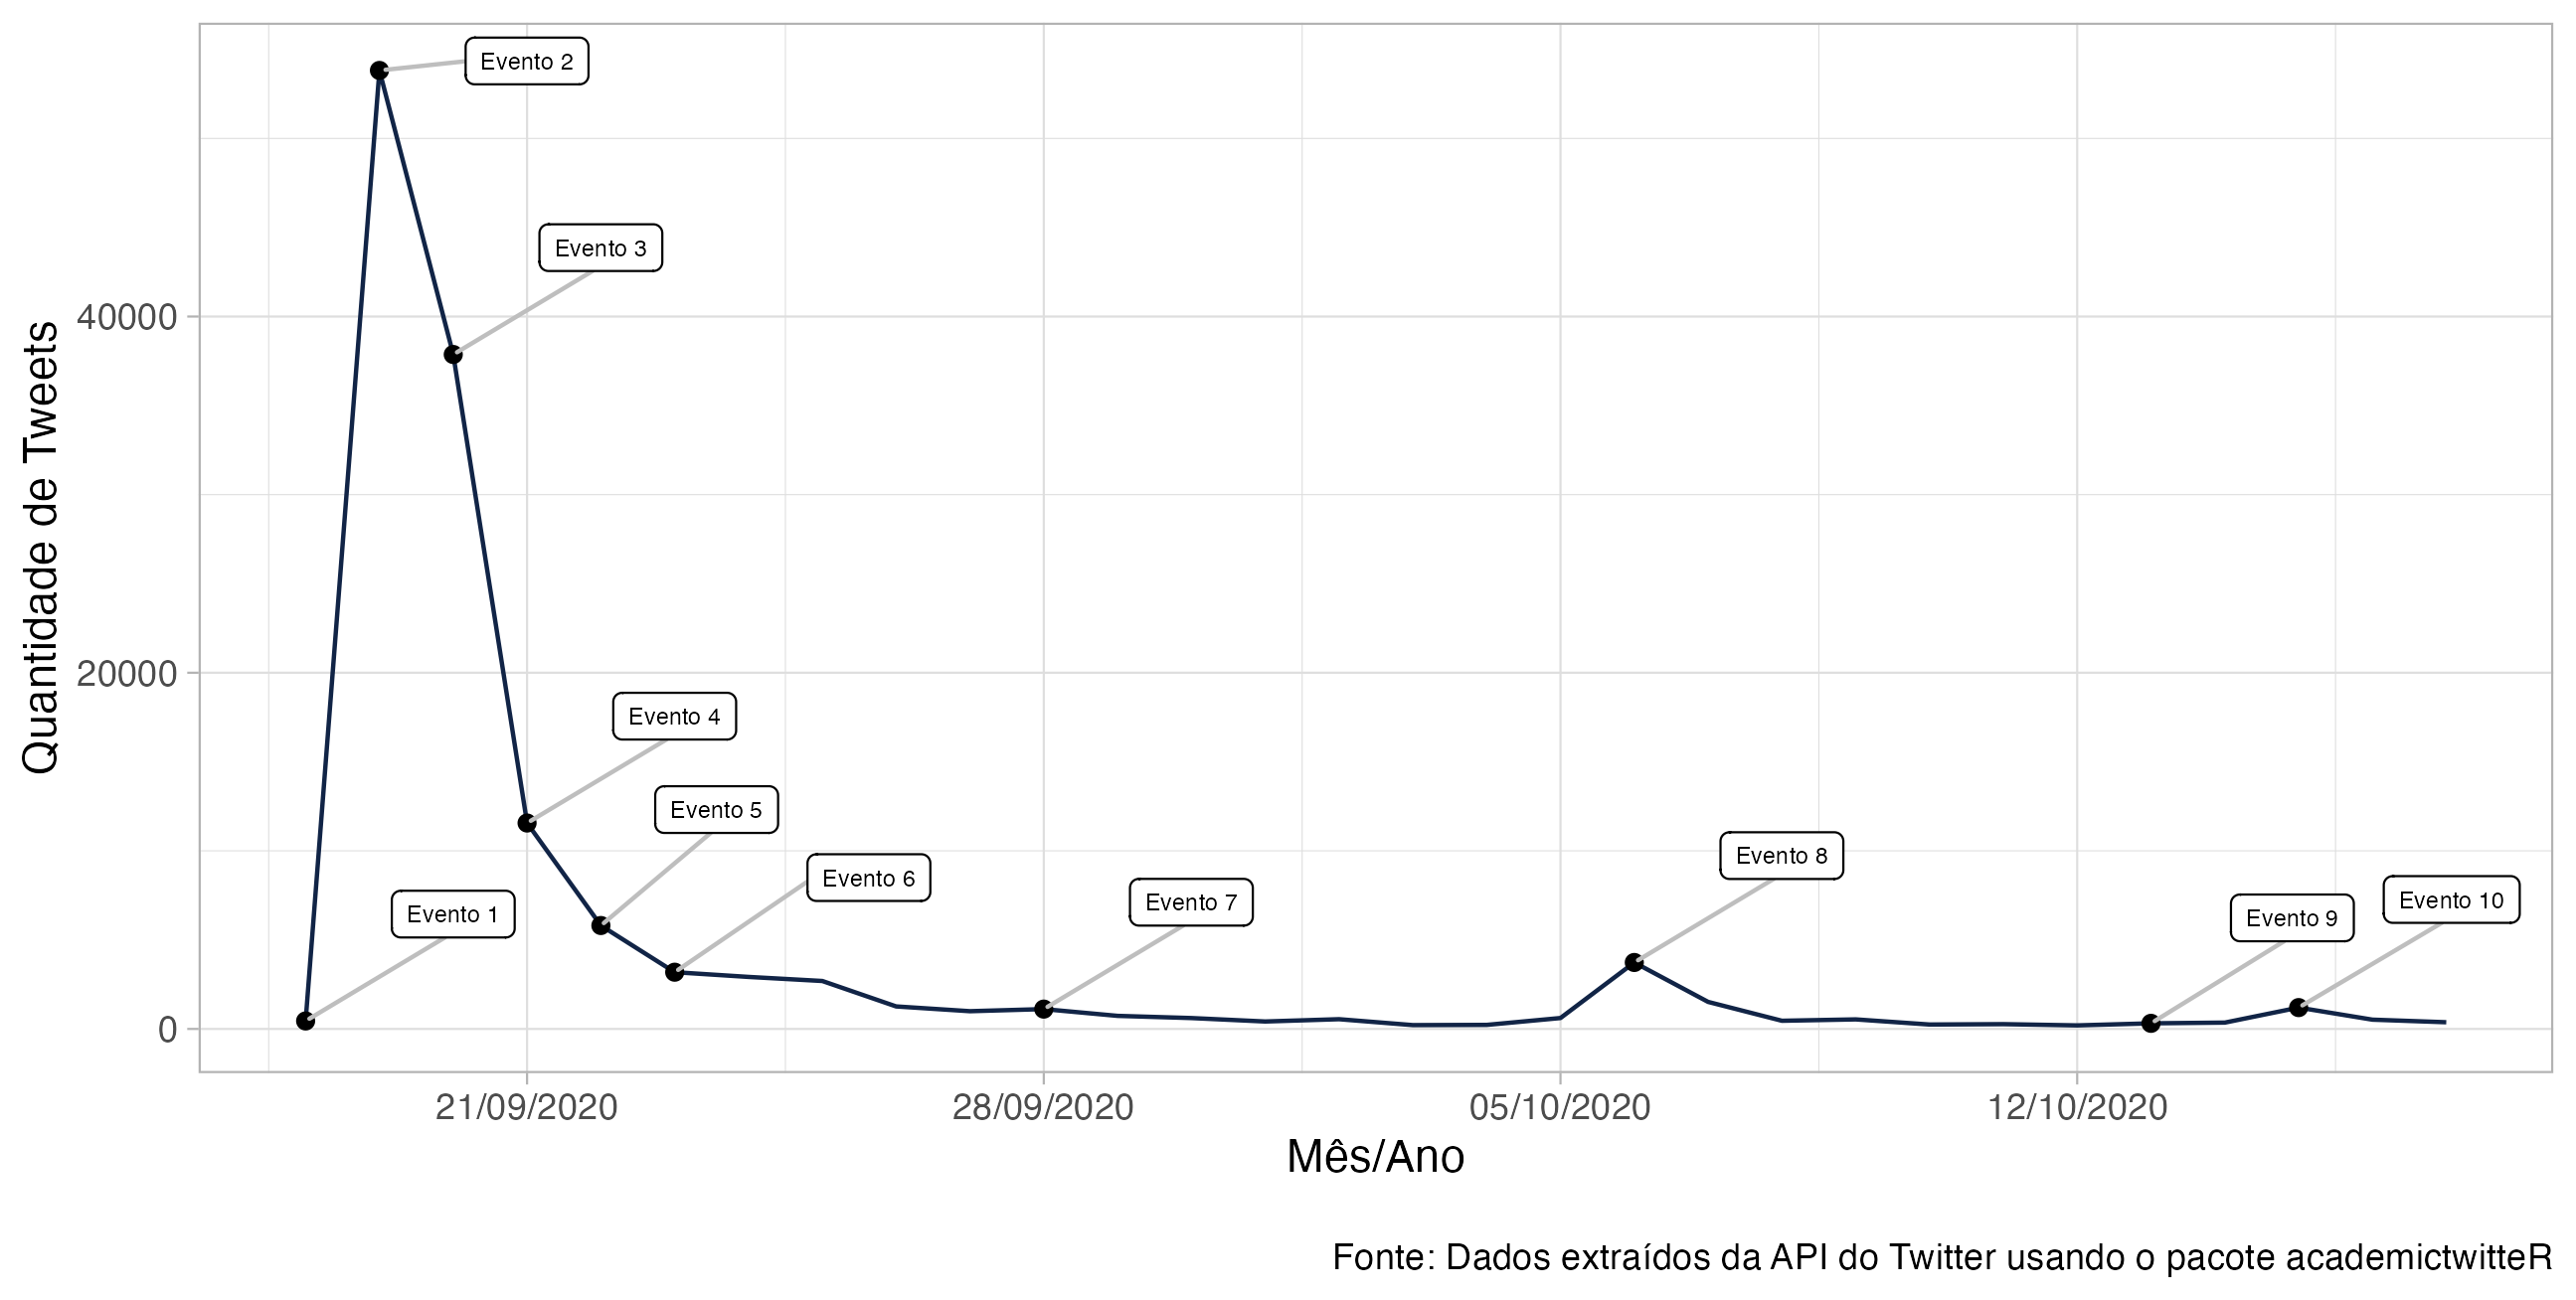 Evento 2
Evento 3
40000
Quantidade de Tweets
20000
Evento 4
Evento 5
Evento 6
Evento 8
Evento 7
Evento 10
Evento 1
Evento 9
0
21/09/2020
28/09/2020
05/10/2020
12/10/2020
Mês/Ano
Fonte: Dados extraídos da API do Twitter usando o pacote academictwitteR